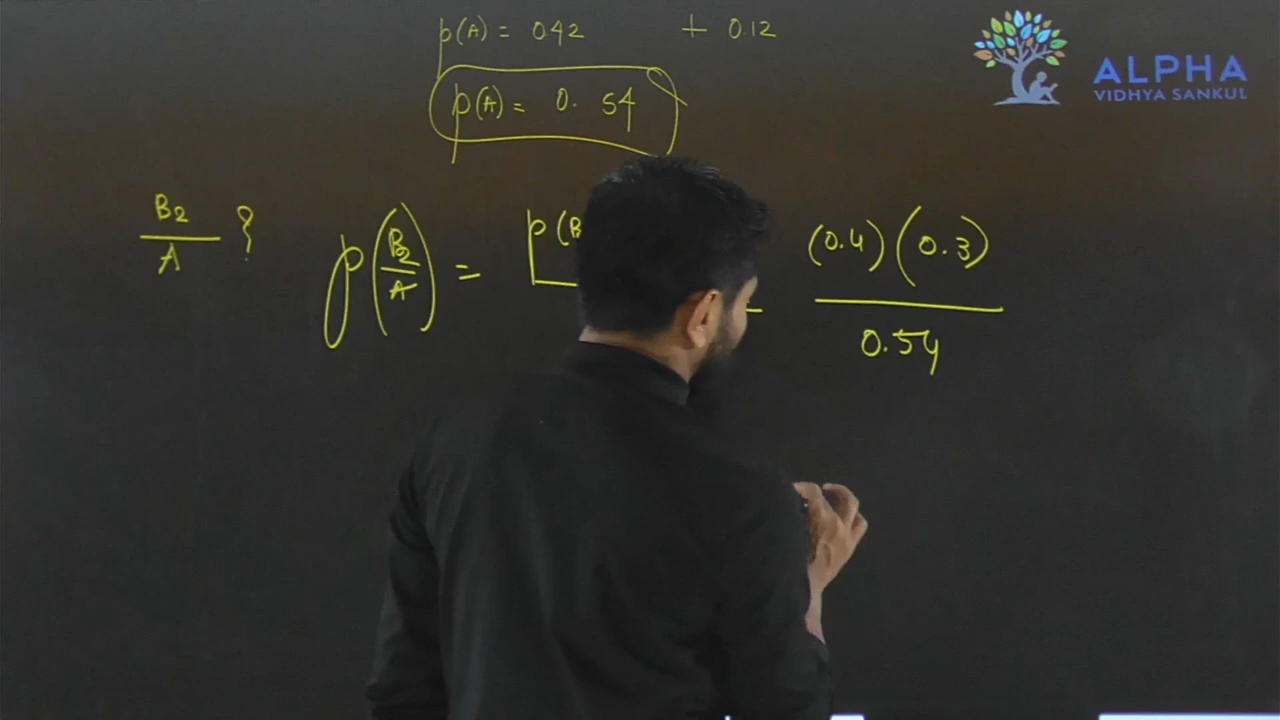 p(A) = 0.42 + 0.12
p(A) = 0. 54
ALPHA
VIDHYA SANKUL
B2/A ? p(B2/A) = p(B (0.4)(0.3)/0.54